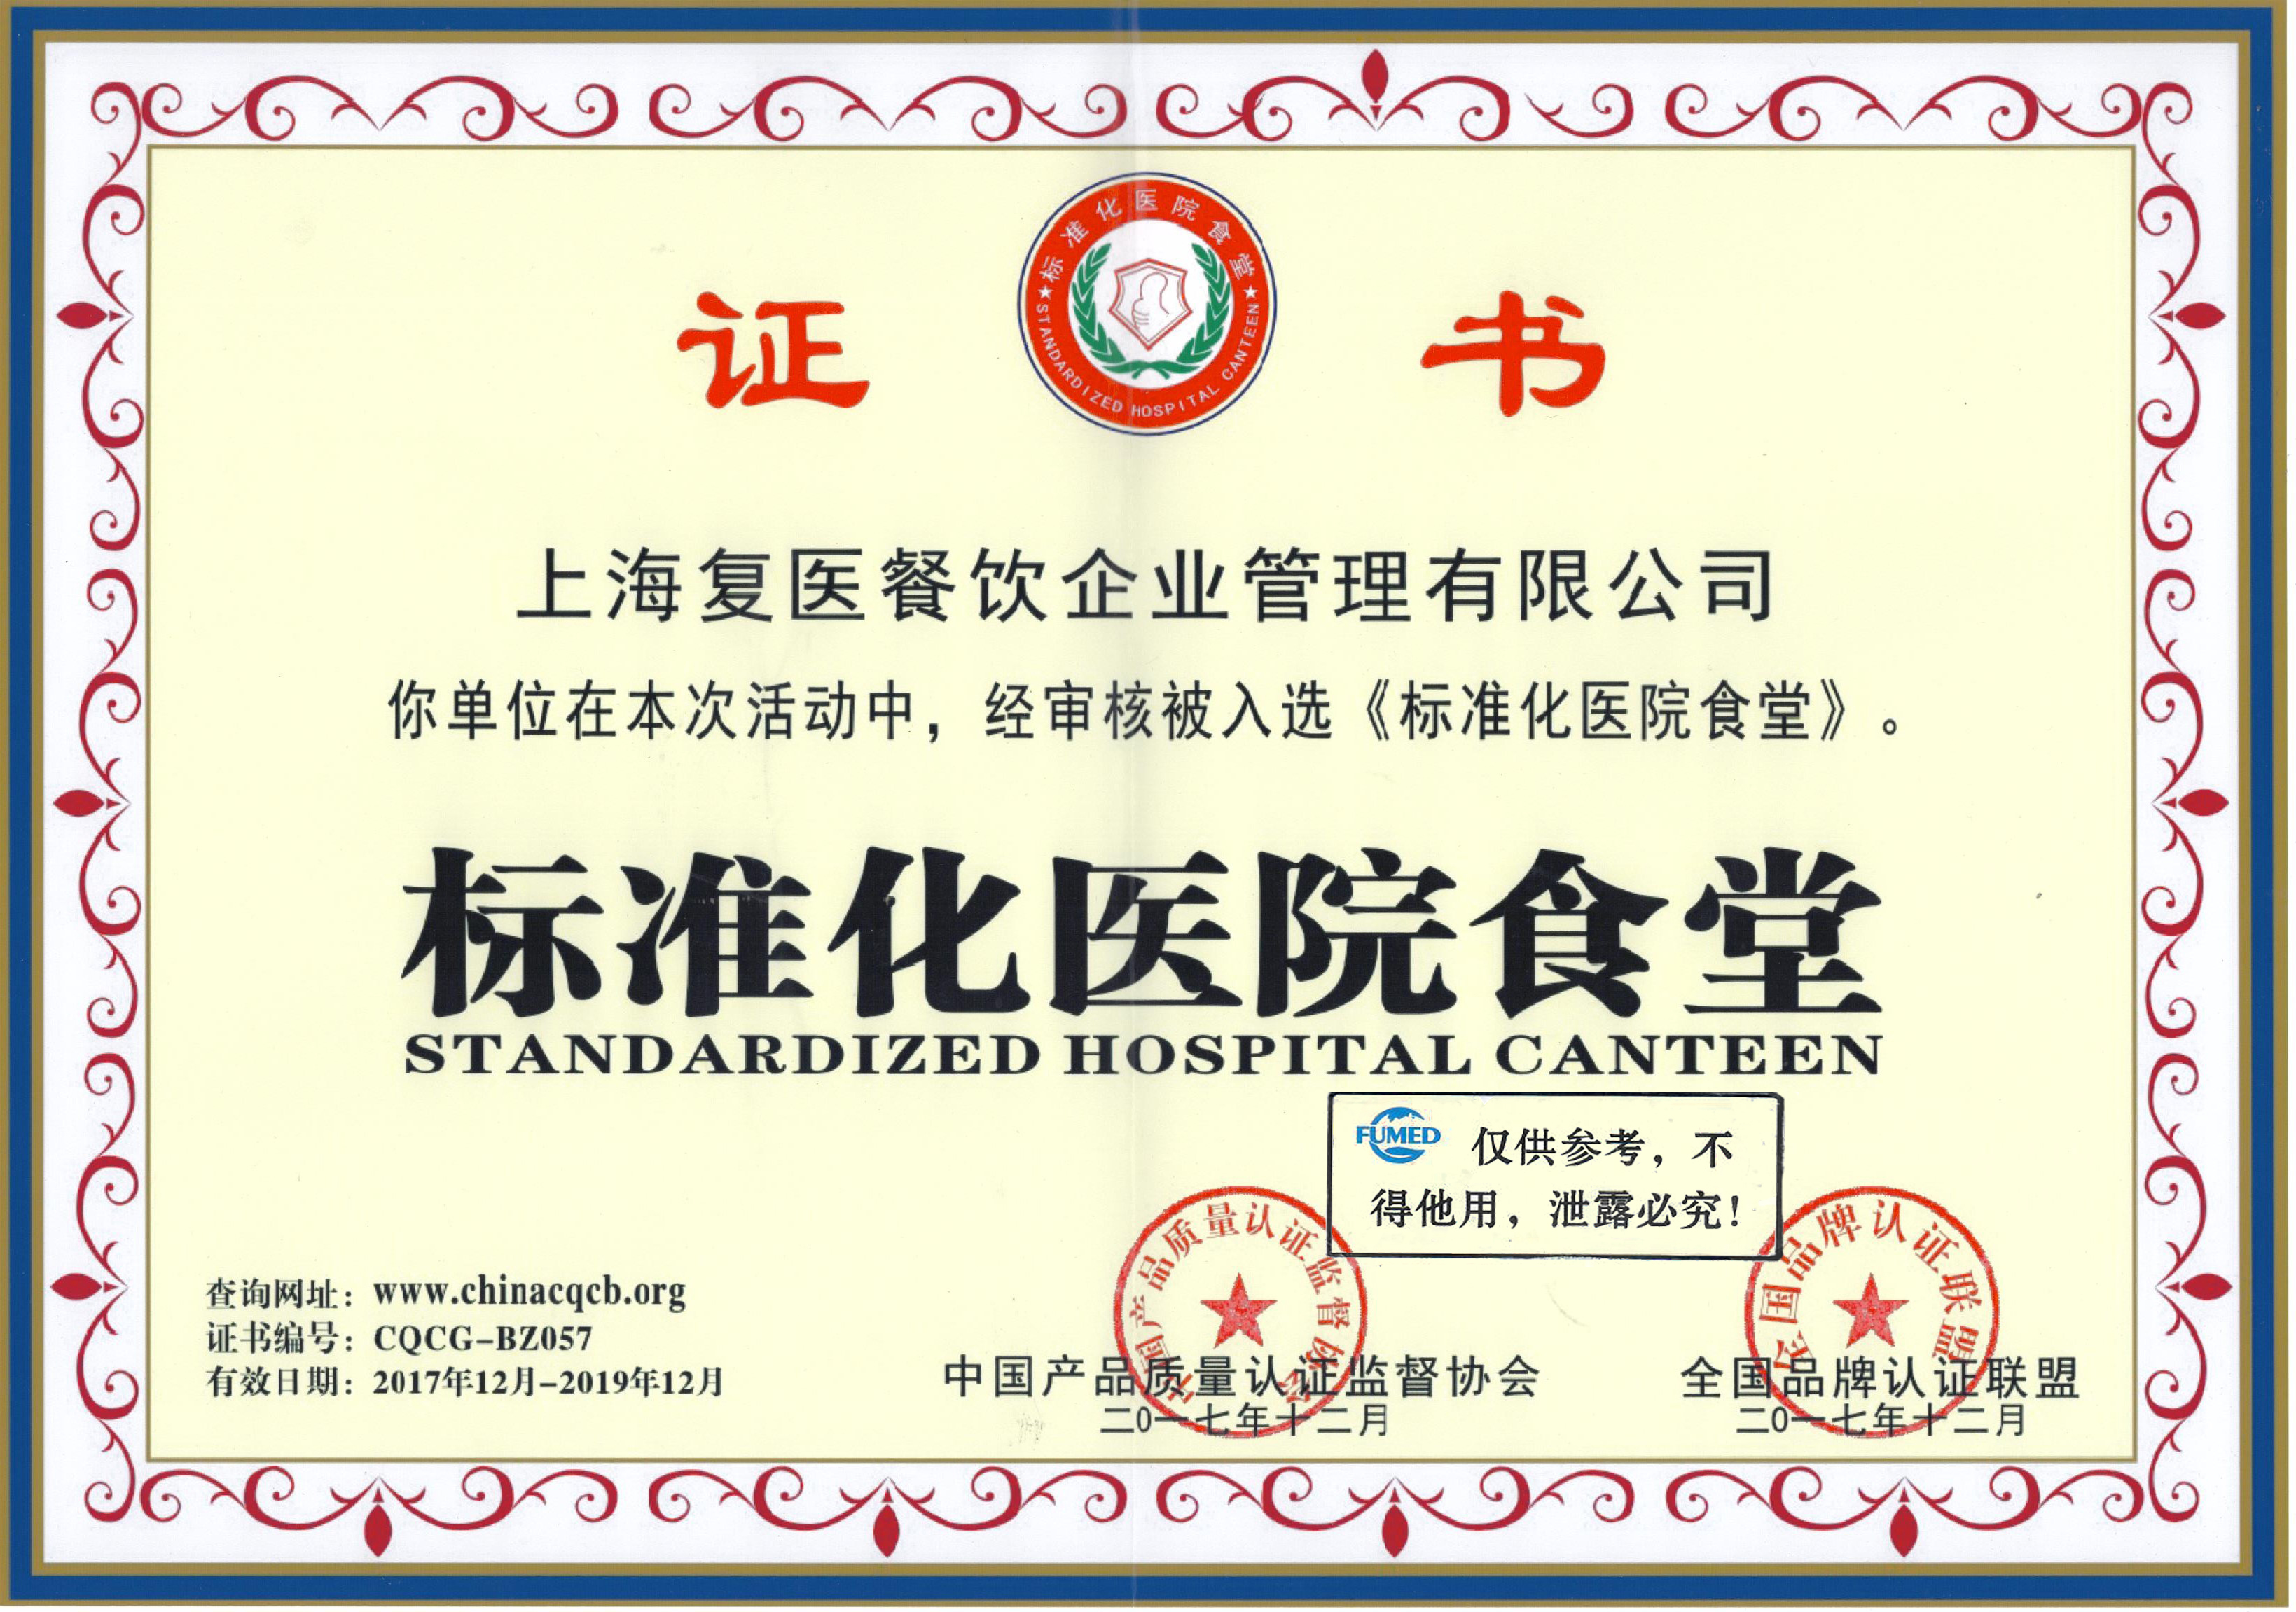 标准化医院食堂
★STANDARDIZED HOSPITAL CANTEEN★
证 书
上海复医餐饮企业管理有限公司
你单位在本次活动中，经审核被入选《标准化医院食堂》。
标准化医院食堂
STANDARDIZED HOSPITAL CANTEEN
FUMED 仅供参考，不
得他用，泄露必究！
查询网址：www.chinacqcb.org
证书编号：CQCG-BZ057
有效日期：2017年12月-2019年12月
中国产品质量认证监督协会
中国产品质量认证监督协会
二0一七年十二月
全国品牌认证联盟
全国品牌认证联盟
二0一七年十二月